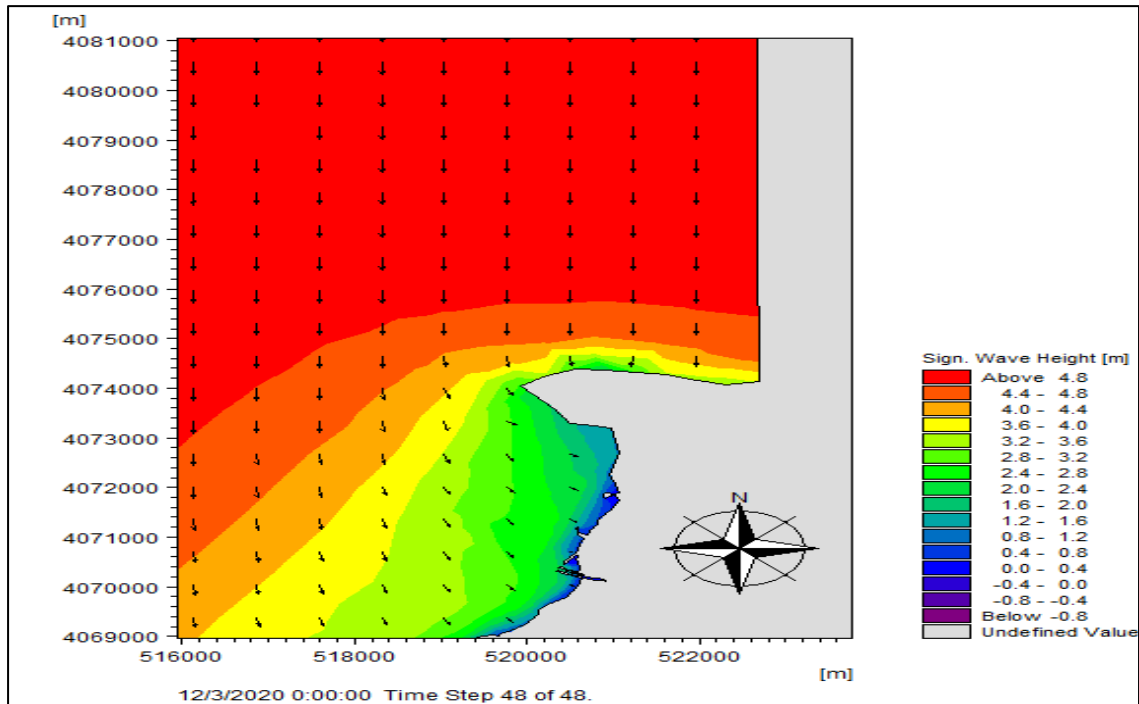 [m]
4081000
4080000
4079000
4078000
4077000
4076000
4075000
4074000
4073000
4072000
4071000
4070000
4069000
516000 518000 520000 522000
[m]
12/3/2020 0:00:00 Time Step 48 of 48.
N
Sign. Wave Height [m]
Above 4.8
4.4 - 4.8
4.0 - 4.4
3.6 - 4.0
3.2 - 3.6
2.8 - 3.2
2.4 - 2.8
2.0 - 2.4
1.6 - 2.0
1.2 - 1.6
0.8 - 1.2
0.4 - 0.8
0.0 - 0.4
-0.4 - 0.0
-0.8 - -0.4
Below -0.8
Undefined Value